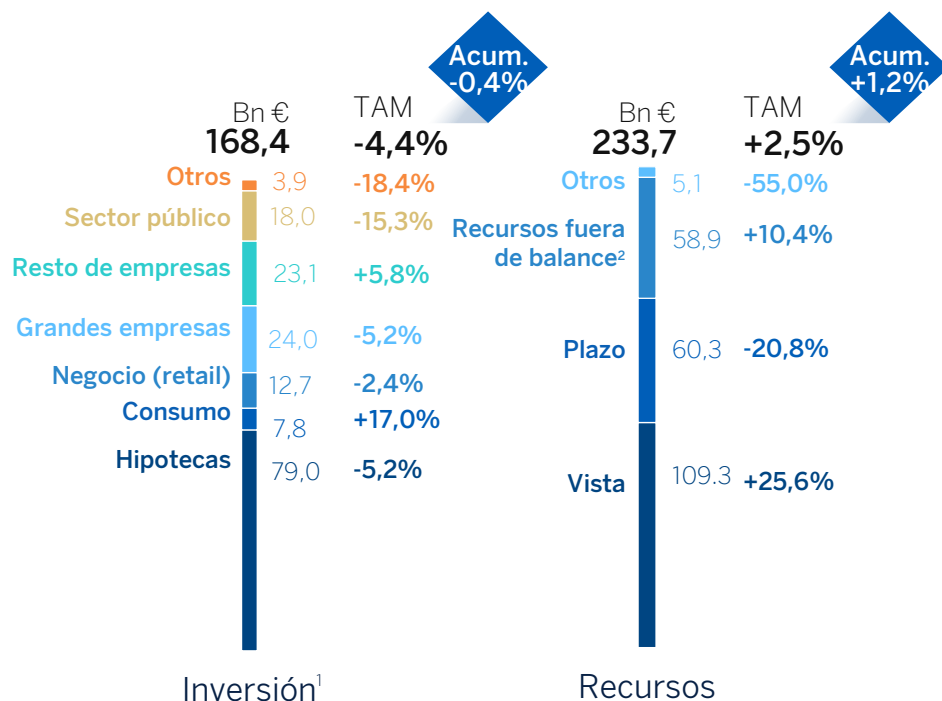 Acum.
-0,4%
Bn € TAM
168,4 -4,4%
Otros 3,9 -18,4%
Sector público 18,0 -15,3%
Resto de empresas 23,1 +5,8%
Grandes empresas 24,0 -5,2%
Negocio (retail) 12,7 -2,4%
Consumo 7,8 +17,0%
Hipotecas 79,0 -5,2%
Inversión¹
Acum.
+1,2%
Bn € TAM
233,7 +2,5%
Otros 5,1 -55,0%
Recursos fuera
de balance² 58,9 +10,4%
Plazo 60,3 -20,8%
Vista 109.3 +25,6%
Recursos